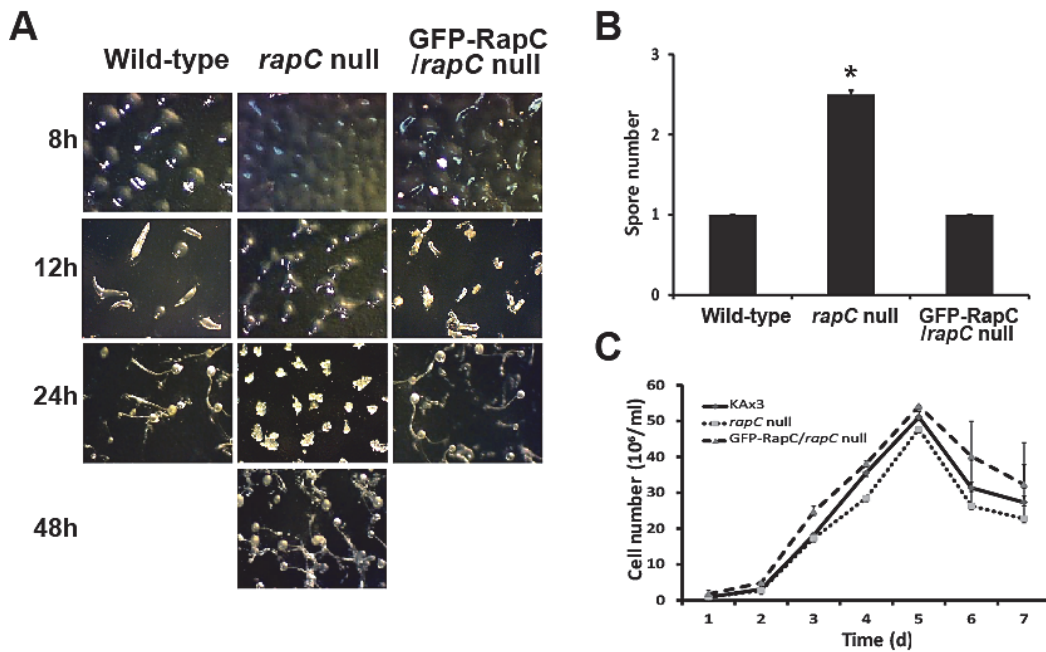 A
Wild-type
rapC null
GFP-RapC
/rapC null
8h
12h
24h
48h
B
Spore number
3
2
1
0
*
Wild-type
rapC null
GFP-RapC
/rapC null
C
Cell number (10⁶/ml)
60
50
40
30
20
10
0
KAx3
rapC null
GFP-RapC/rapC null
1 2 3 4 5 6 7
Time (d)